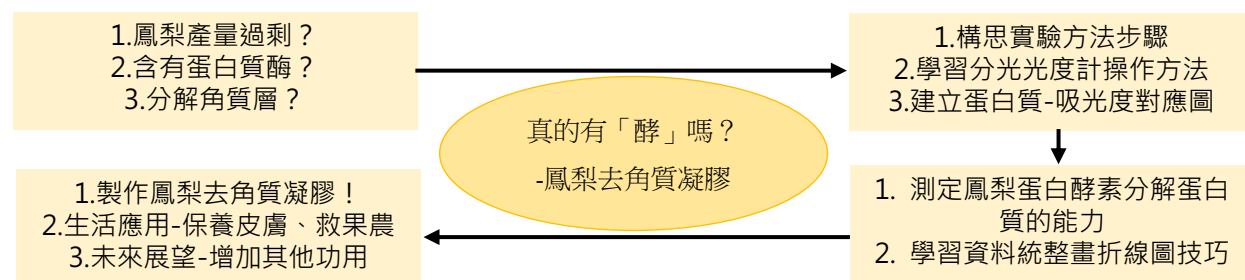 1.鳳梨產量過剩？
2.含有蛋白質酶？
3.分解角質層？
1.構思實驗方法步驟
2.學習分光光度計操作方法
3.建立蛋白質-吸光度對應圖
真的有「酵」嗎？
-鳳梨去角質凝膠
1. 測定鳳梨蛋白酵素分解蛋白
質的能力
2. 學習資料統整畫折線圖技巧
1.製作鳳梨去角質凝膠！
2.生活應用-保養皮膚、救果農
3.未來展望-增加其他功用